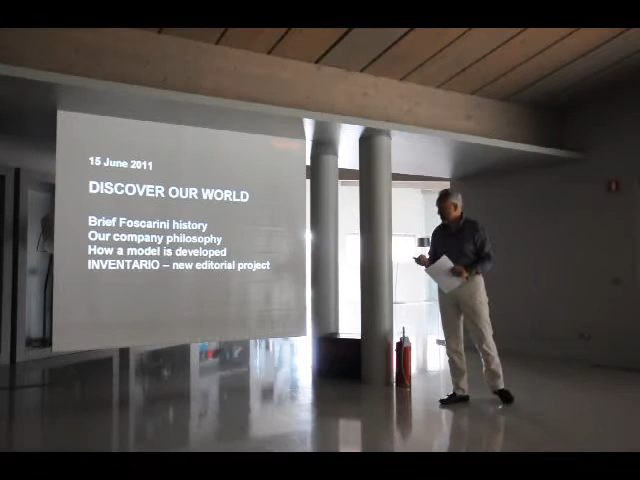 15 June 2011
DISCOVER OUR WORLD
Brief Foscarini history
Our company philosophy
How a model is developed
INVENTARIO – new editorial project